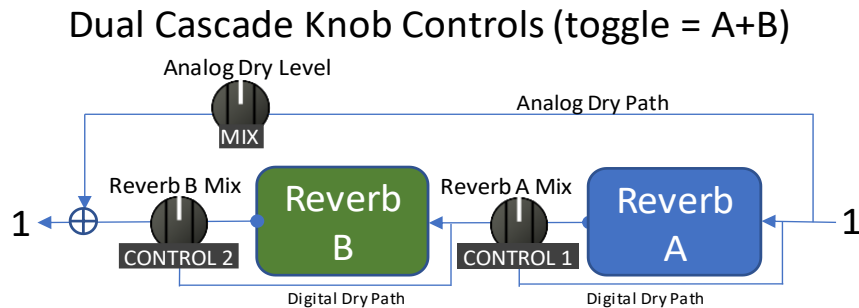 Dual Cascade Knob Controls (toggle = A+B)
Analog Dry Level
Analog Dry Path
MIX
Reverb B Mix
Reverb
B
Reverb A Mix
Reverb
A
1
1
CONTROL 2
CONTROL 1
Digital Dry Path
Digital Dry Path